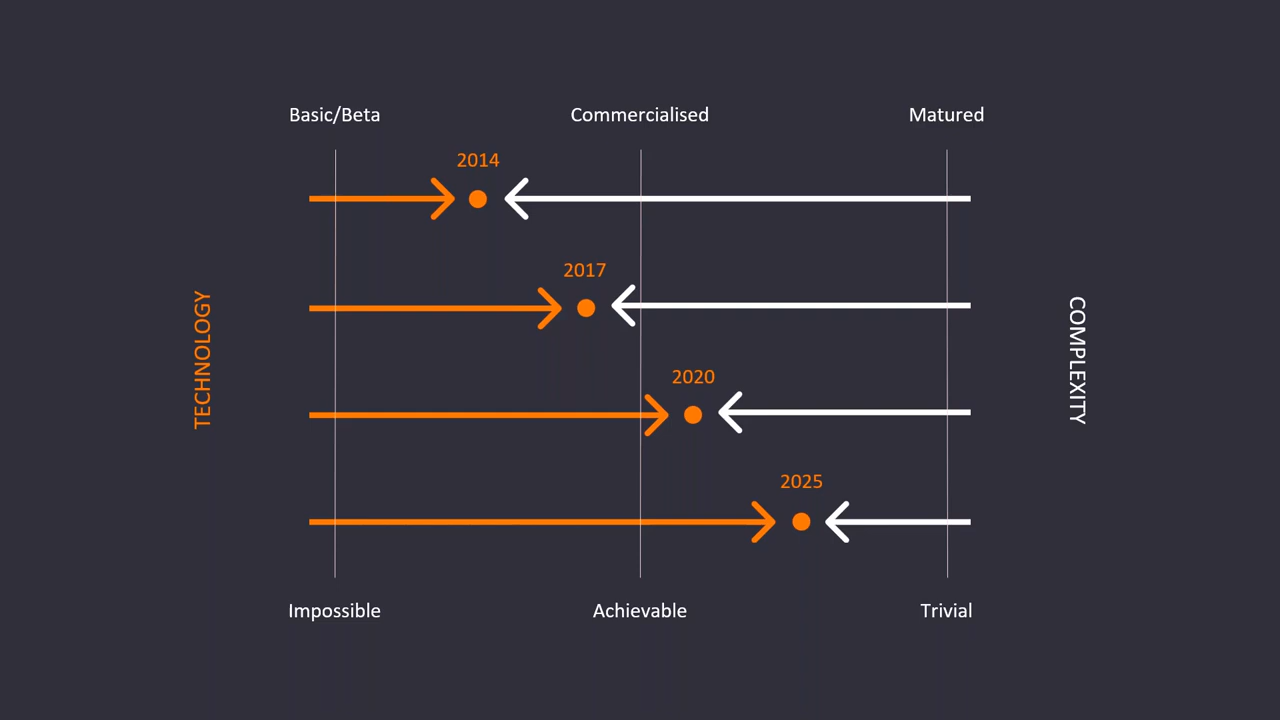 Basic/Beta
Commercialised
Matured
2014
2017
TECHNOLOGY
COMPLEXITY
2020
2025
Impossible
Achievable
Trivial